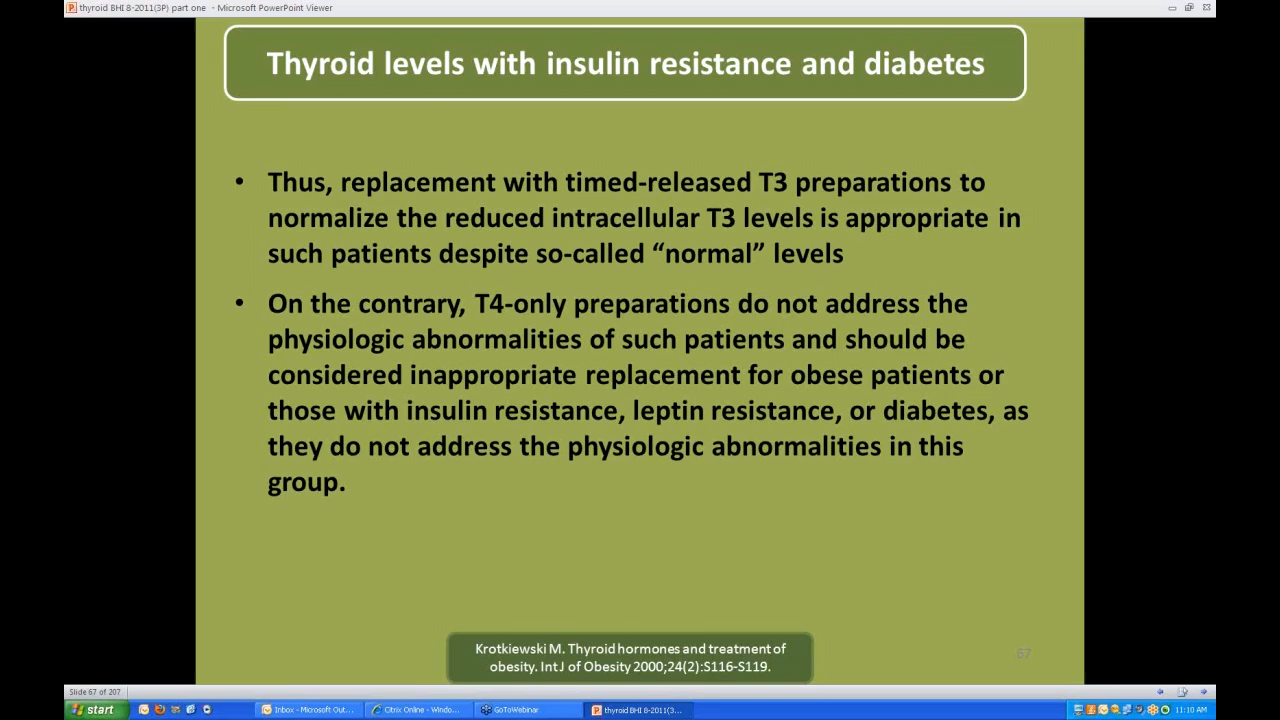 thyroid BHI 8-2011(3P) part one - Microsoft PowerPoint Viewer
Thyroid levels with insulin resistance and diabetes
• Thus, replacement with timed-released T3 preparations to
normalize the reduced intracellular T3 levels is appropriate in
such patients despite so-called “normal” levels
• On the contrary, T4-only preparations do not address the
physiologic abnormalities of such patients and should be
considered inappropriate replacement for obese patients or
those with insulin resistance, leptin resistance, or diabetes, as
they do not address the physiologic abnormalities in this
group.
Krotkiewski M. Thyroid hormones and treatment of
obesity. Int J of Obesity 2000;24(2):S116-S119.
67
Slide 67 of 207
start
Inbox - Microsoft Out...
Citrix Online - Windo...
GoToWebinar
thyroid BHI 8-2011(3...
11:10 AM